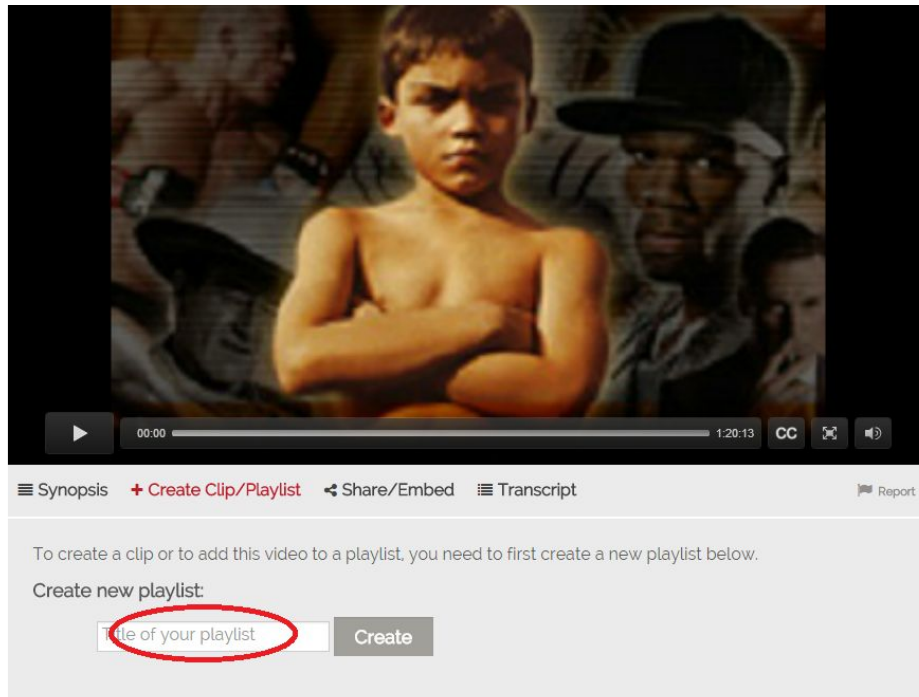 00:00 1:20:13 CC
Synopsis + Create Clip/Playlist Share/Embed Transcript Report
To create a clip or to add this video to a playlist, you need to first create a new playlist below.
Create new playlist:
Title of your playlist Create